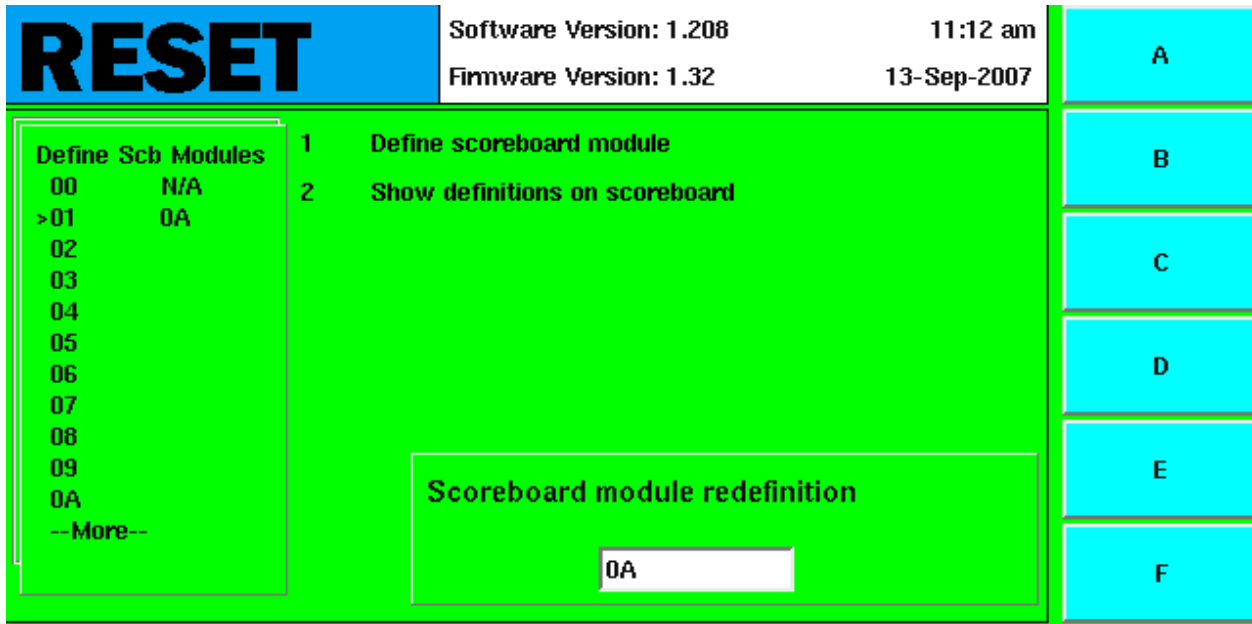 RESET
Software Version: 1.208 11:12 am
Firmware Version: 1.32 13-Sep-2007
Define Scb Modules
00 N/A
>01 0A
02
03
04
05
06
07
08
09
0A
--More--
1 Define scoreboard module
2 Show definitions on scoreboard
Scoreboard module redefinition
0A
A
B
C
D
E
F